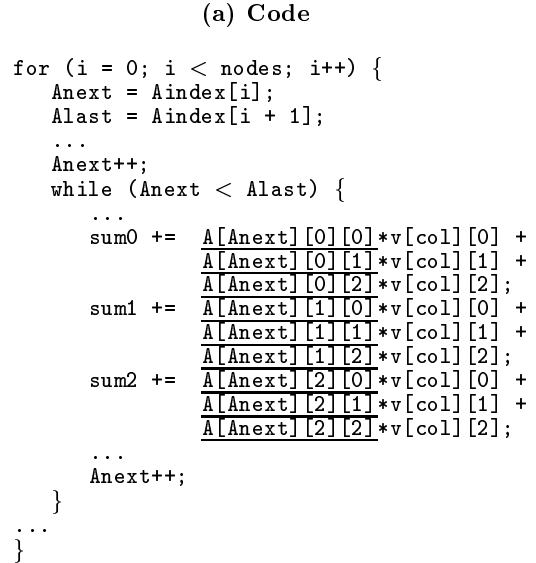 (a) Code
for (i = 0; i < nodes; i++) {
Anext = Aindex[i];
Alast = Aindex[i + 1];
...
Anext++;
while (Anext < Alast) {
...
sum0 += A[Anext][0][0]*v[col][0] +
A[Anext][0][1]*v[col][1] +
A[Anext][0][2]*v[col][2];
sum1 += A[Anext][1][0]*v[col][0] +
A[Anext][1][1]*v[col][1] +
A[Anext][1][2]*v[col][2];
sum2 += A[Anext][2][0]*v[col][0] +
A[Anext][2][1]*v[col][1] +
A[Anext][2][2]*v[col][2];
...
Anext++;
}
...
}